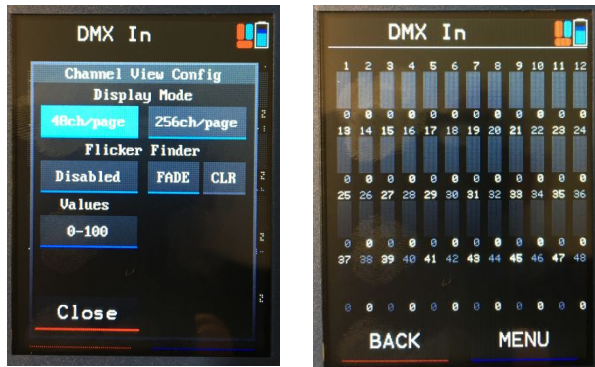 DMX In
Channel View Config
Display Mode
48ch/page 256ch/page
Flicker Finder
Disabled FADE CLR
Values
0-100
Close
DMX In
1 2 3 4 5 6 7 8 9 10 11 12
0 0 0 0 0 0 0 0 0 0 0 0
13 14 15 16 17 18 19 20 21 22 23 24
0 0 0 0 0 0 0 0 0 0 0 0
25 26 27 28 29 30 31 32 33 34 35 36
0 0 0 0 0 0 0 0 0 0 0 0
37 38 39 40 41 42 43 44 45 46 47 48
0 0 0 0 0 0 0 0 0 0 0 0
BACK MENU